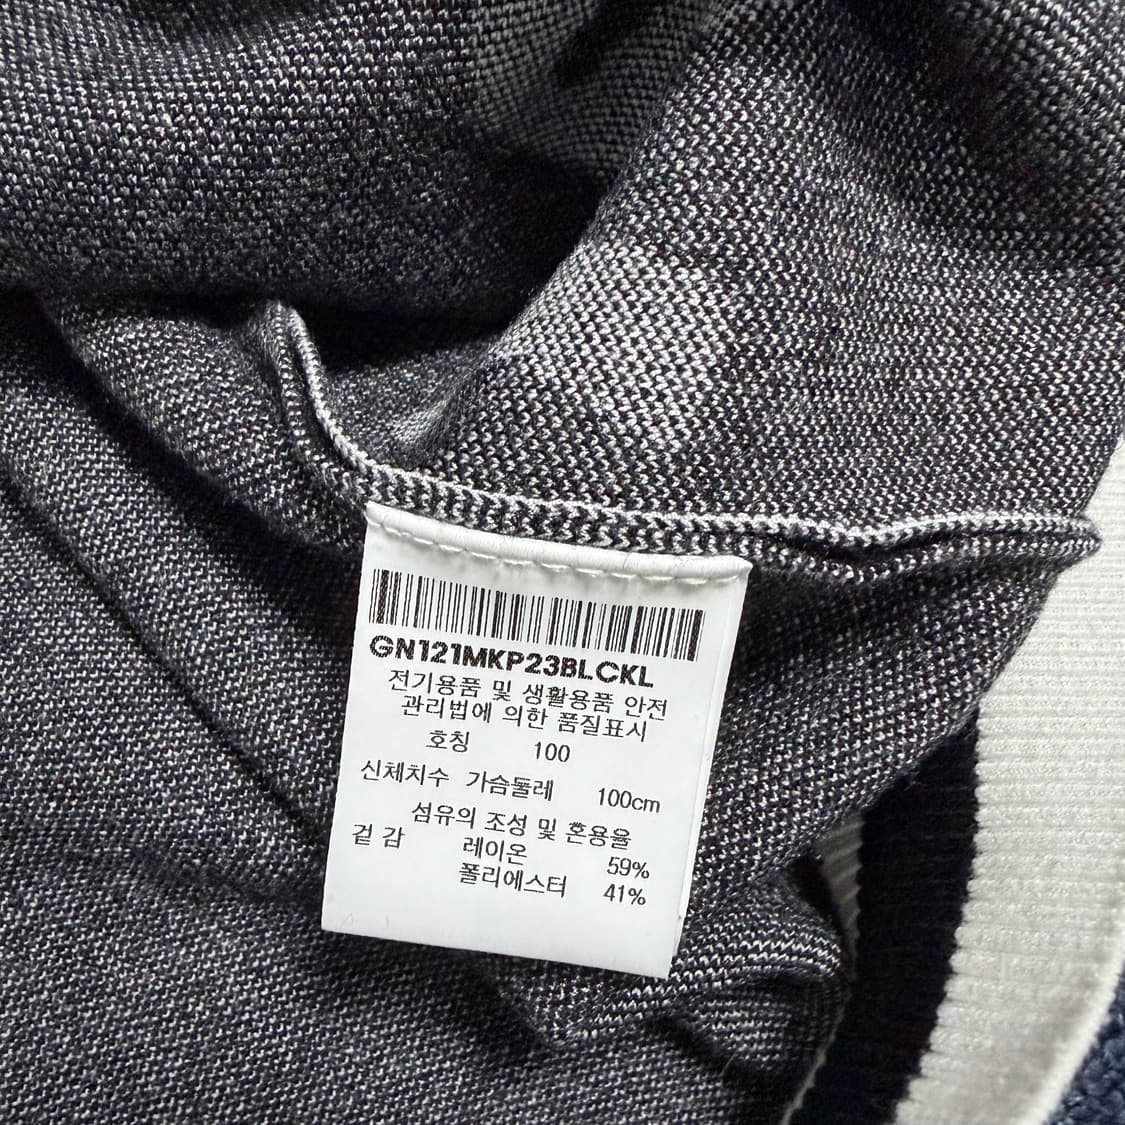 GN121MKP23BLCKL
전기용품 및 생활용품 안전
관리법에 의한 품질표시
호칭 100
신체치수 가슴둘레 100cm
섬유의 조성 및 혼용율
겉감 레이온 59%
폴리에스터 41%